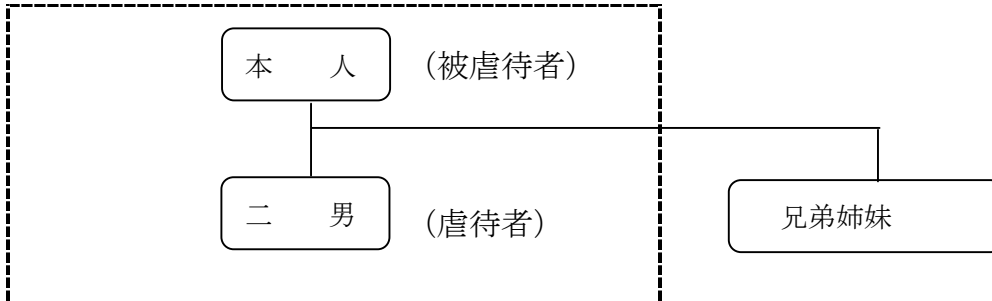 本　　人　（被虐待者）
二　　男　（虐待者）
兄弟姉妹